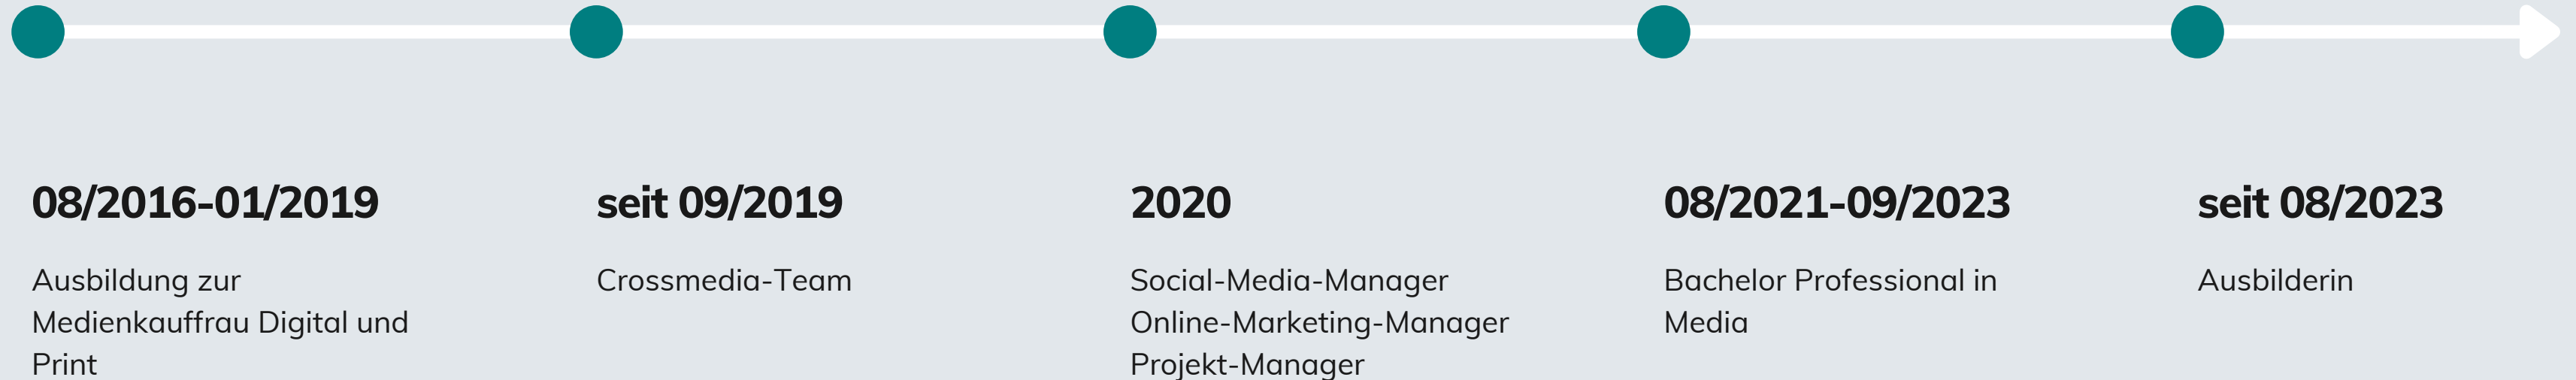 08/2016-01/2019
Ausbildung zur
Medienkauffrau Digital und
Print
seit 09/2019
Crossmedia-Team
2020
Social-Media-Manager
Online-Marketing-Manager
Projekt-Manager
08/2021-09/2023
Bachelor Professional in
Media
seit 08/2023
Ausbilderin